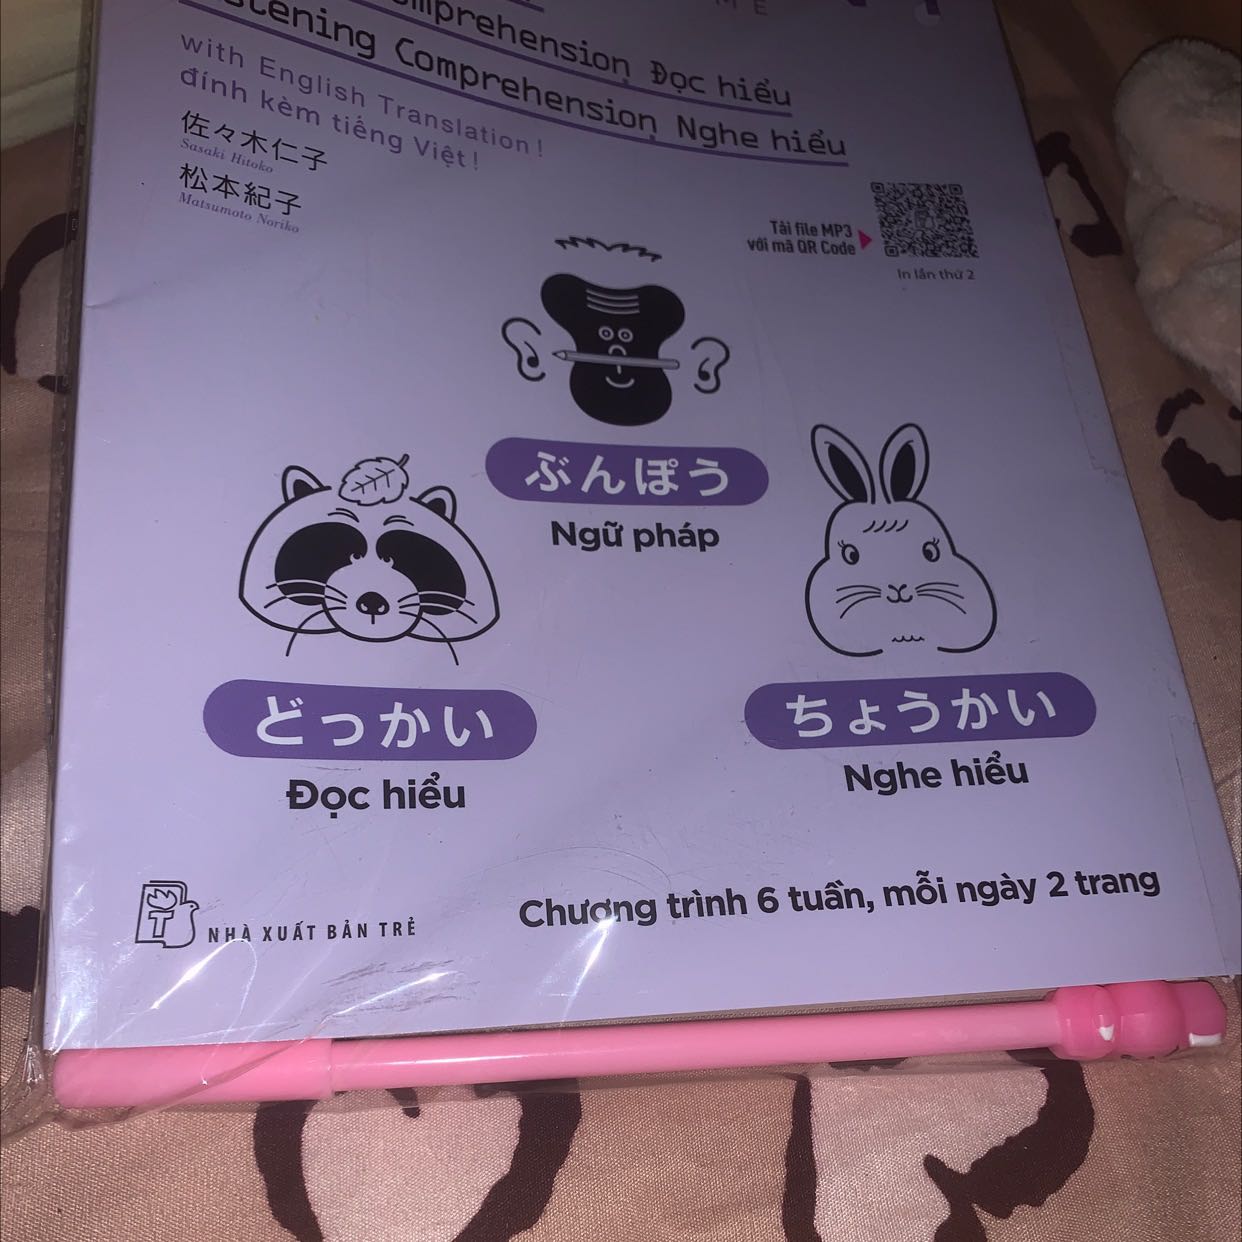 Comprehension Đọc hiểu
Listening Comprehension Nghe hiểu
with English Translation!
đính kèm tiếng Việt!
佐々木仁子
Sasaki Hitoko
松本紀子
Matsumoto Noriko
Tải file MP3
với mã QR Code
In lần thứ 2
ぶんぽう
Ngữ pháp
どっかい
Đọc hiểu
ちょうかい
Nghe hiểu
NHÀ XUẤT BẢN TRẺ
Chương trình 6 tuần, mỗi ngày 2 trang